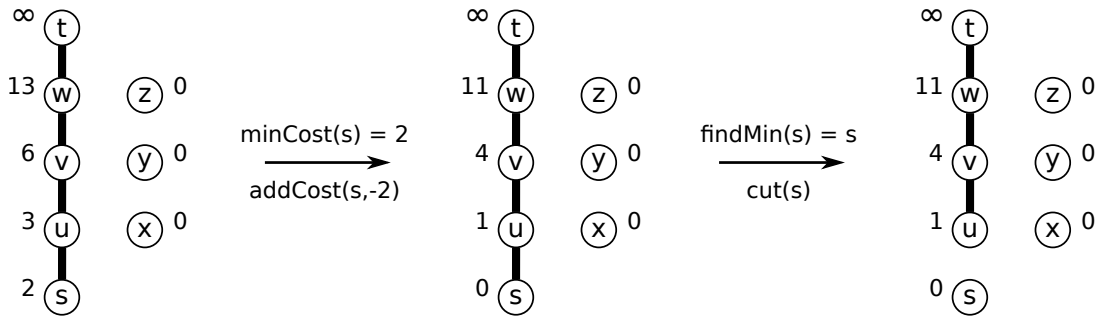 ∞ t ∞ t ∞ t
13 w z 0 11 w z 0 11 w z 0
minCost(s) = 2 findMin(s) = s
6 v y 0 4 v y 0 4 v y 0
addCost(s,-2) cut(s)
3 u x 0 1 u x 0 1 u x 0
2 s 0 s 0 s